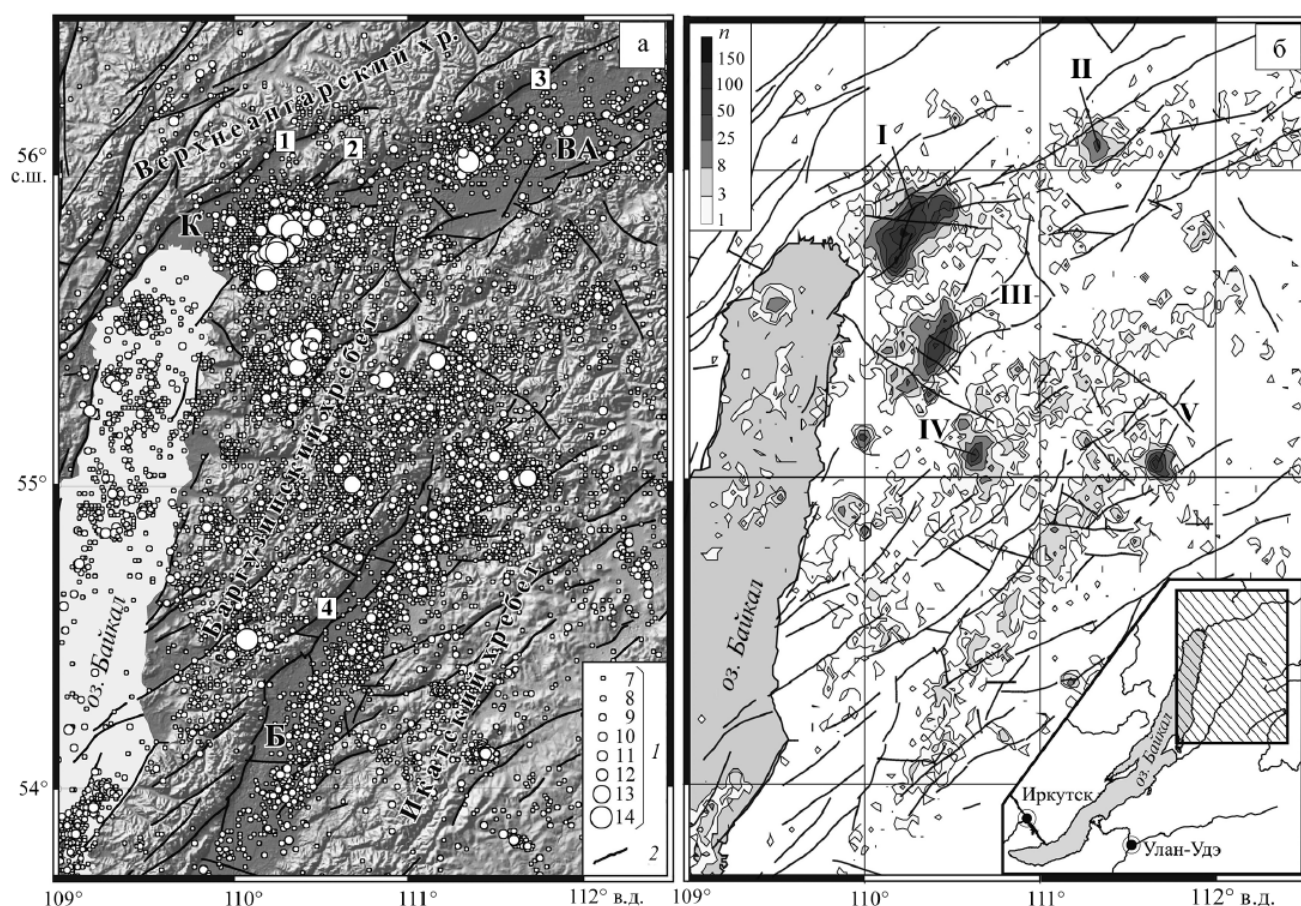 а
Верхнеангарский хр.
3
1
2
ВА
56°
с.ш.
К
55°
Баргузинский хребет
4
оз. Байкал
Икатский хребет
Б
54°
7
8
9
10
11
12
13
14
1
2
109°
110°
111°
112° в.д.
n
150
100
50
25
8
3
1
б
II
I
III
IV
V
оз. Байкал
оз. Байкал
Иркутск
Улан-Удэ
109°
110°
111°
112° в.д.